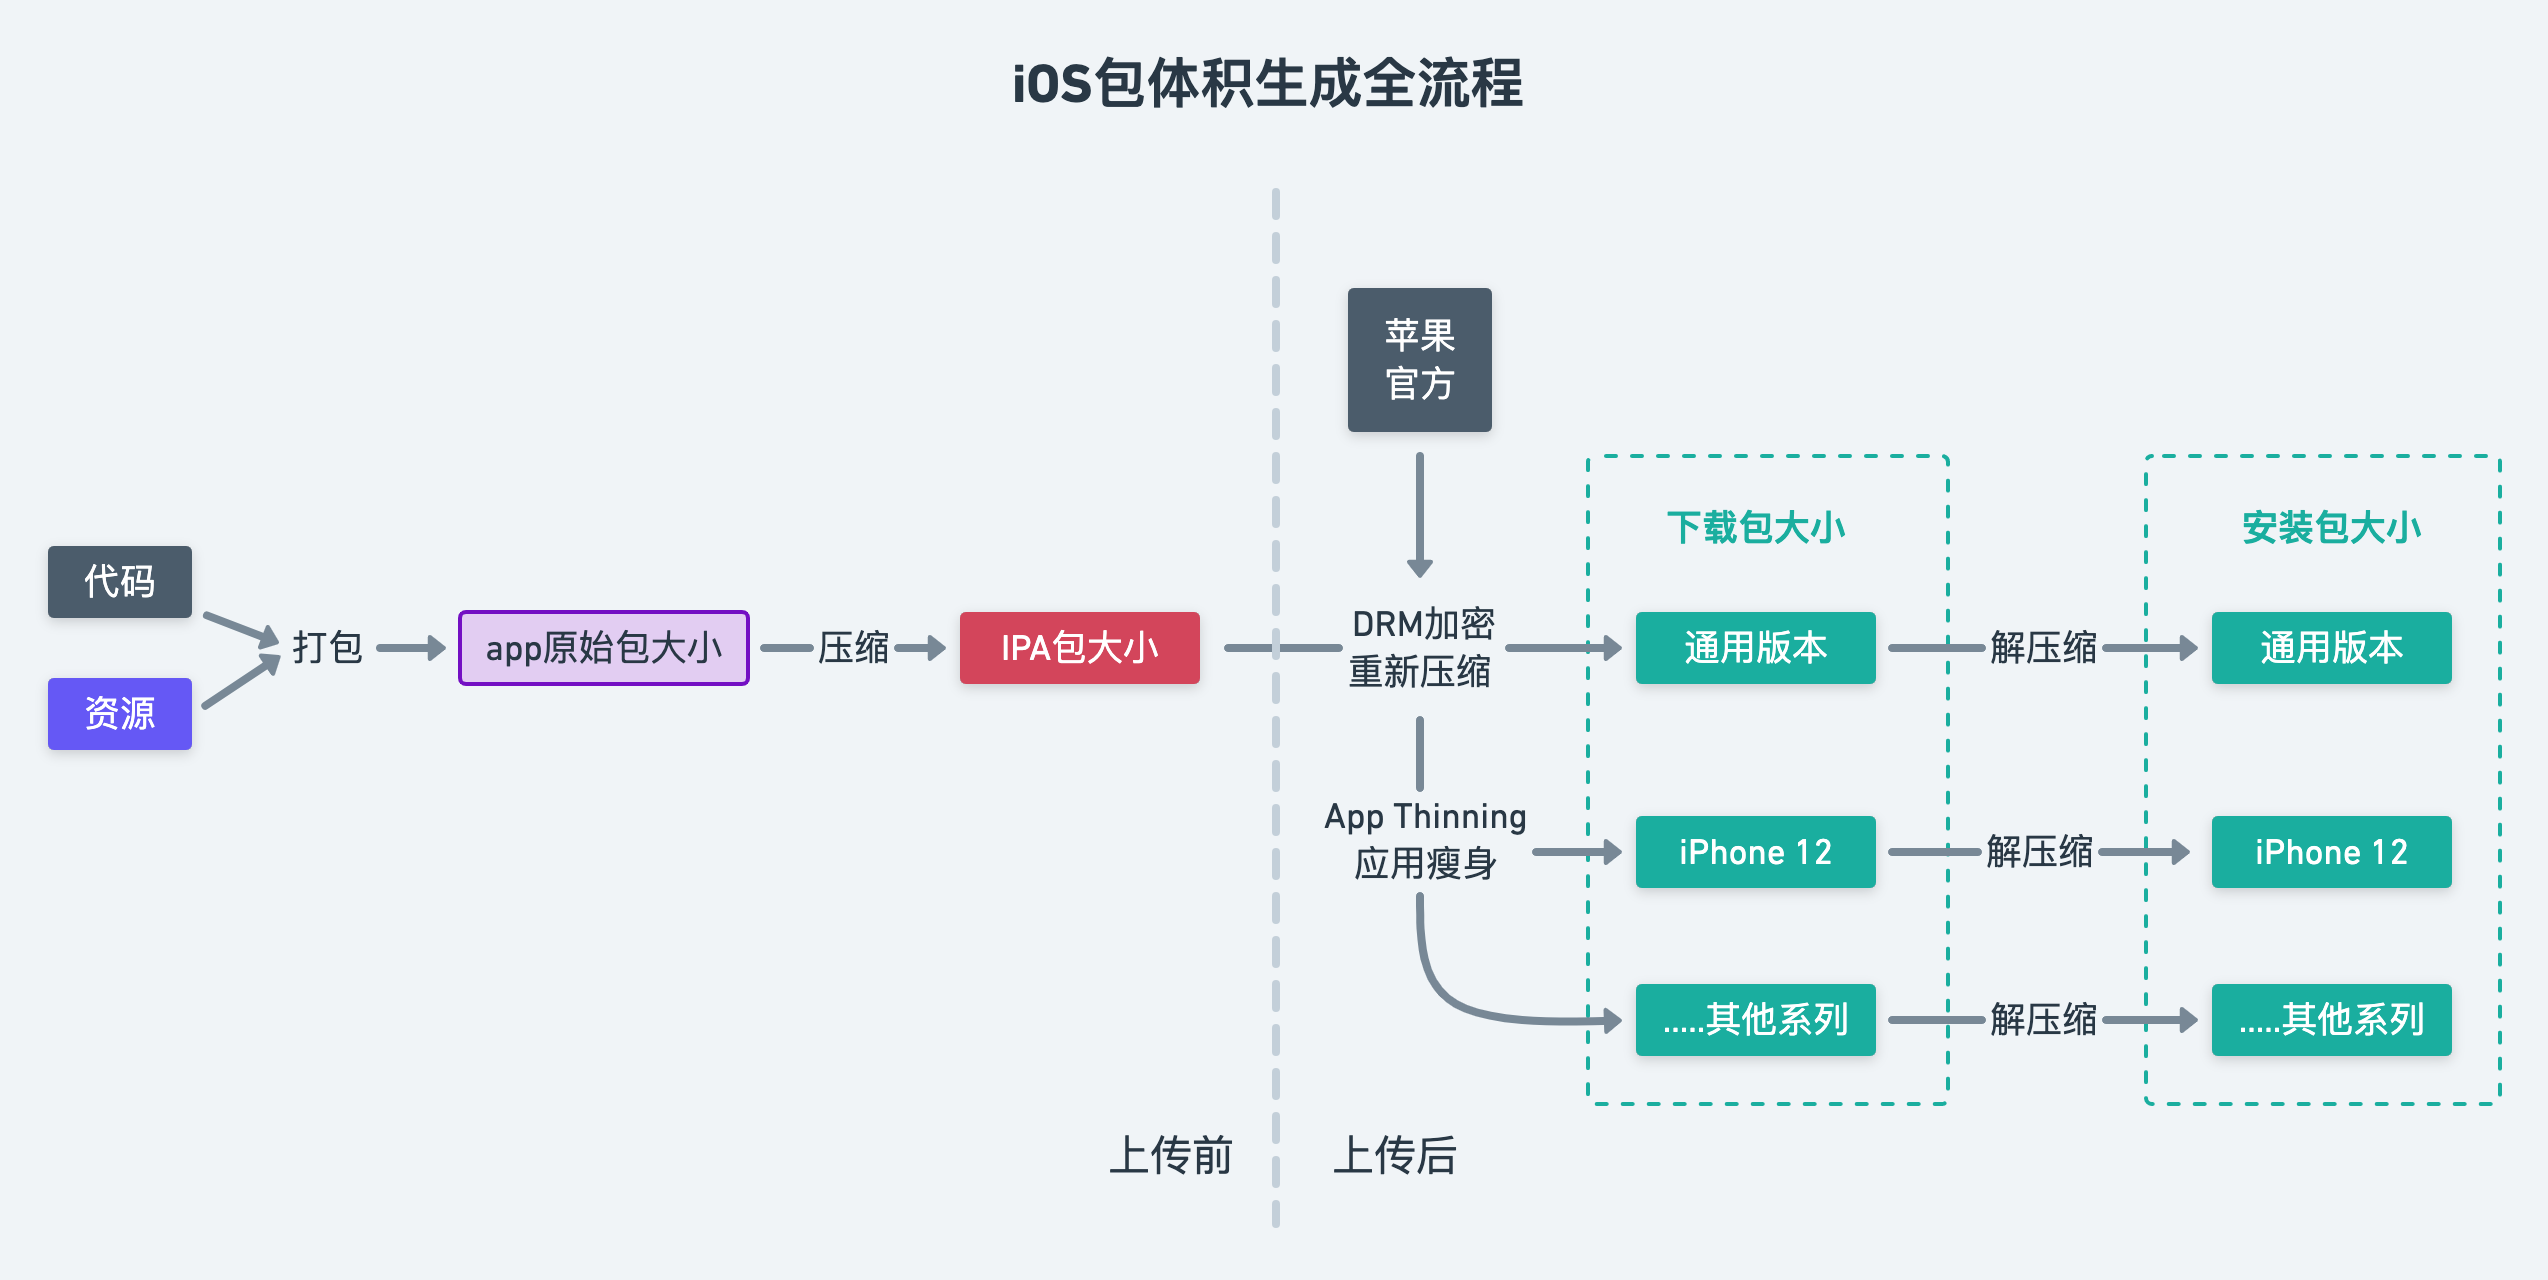 iOS包体积生成全流程
苹果
官方
下载包大小
安装包大小
代码
资源
打包
app原始包大小
压缩
IPA包大小
DRM加密
重新压缩
通用版本
解压缩
通用版本
App Thinning
应用瘦身
iPhone 12
解压缩
iPhone 12
.....其他系列
解压缩
.....其他系列
上传前
上传后